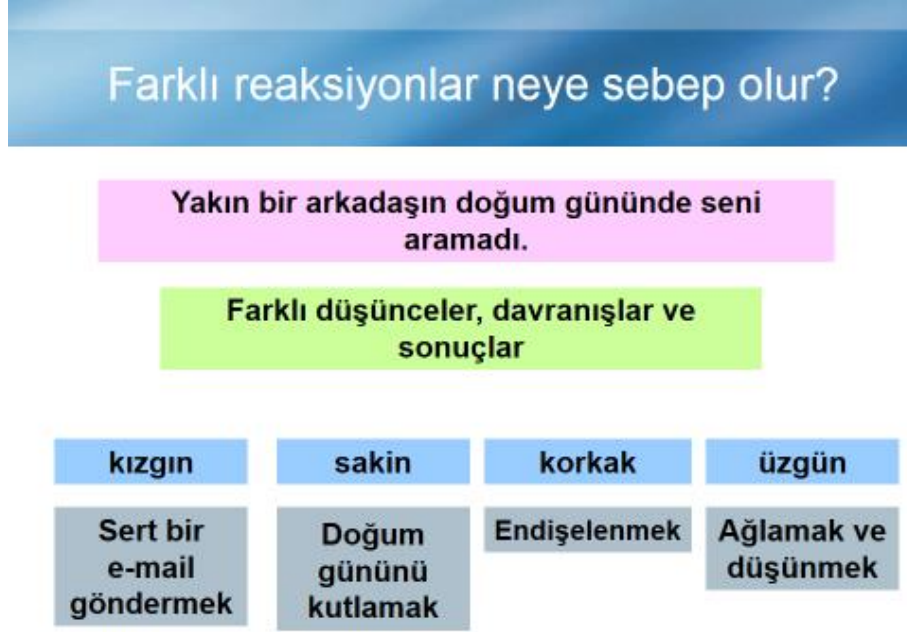 Farklı reaksiyonlar neye sebep olur?
Yakın bir arkadaşın doğum gününde seni
aramadı.
Farklı düşünceler, davranışlar ve
sonuçlar
kızgın
sakin
korkak
üzgün
Sert bir
e-mail
göndermek
Doğum
gününü
kutlamak
Endişelenmek
Ağlamak ve
düşünmek